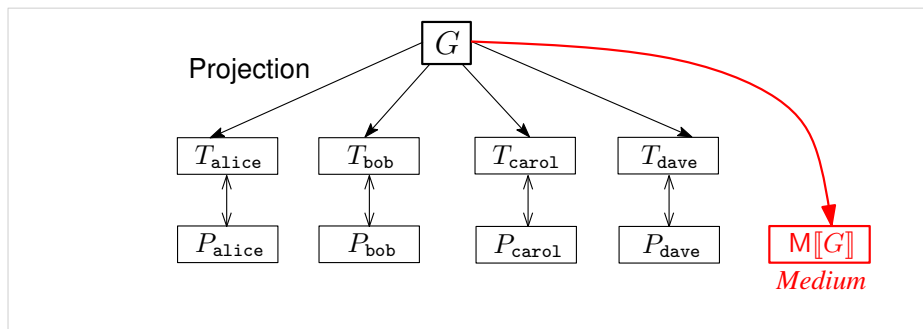 G
Projection
T_alice T_bob T_carol T_dave
P_alice P_bob P_carol P_dave M⟦G⟧
Medium